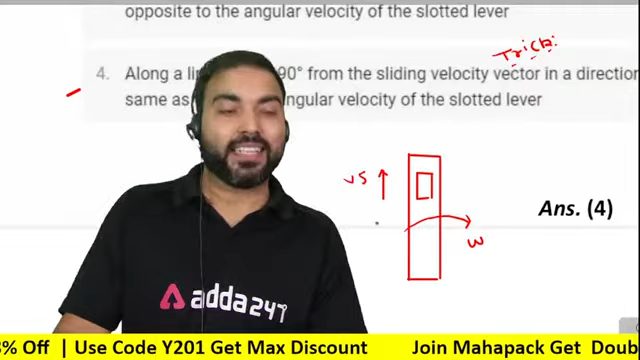 opposite to the angular velocity of the slotted lever
Trick:
4. Along a 90° from the sliding velocity vector in a direction
same as angular velocity of the slotted lever
vs
Ans. (4)
w
adda247
% Off | Use Code Y201 Get Max Discount Join Mahapack Get Doub